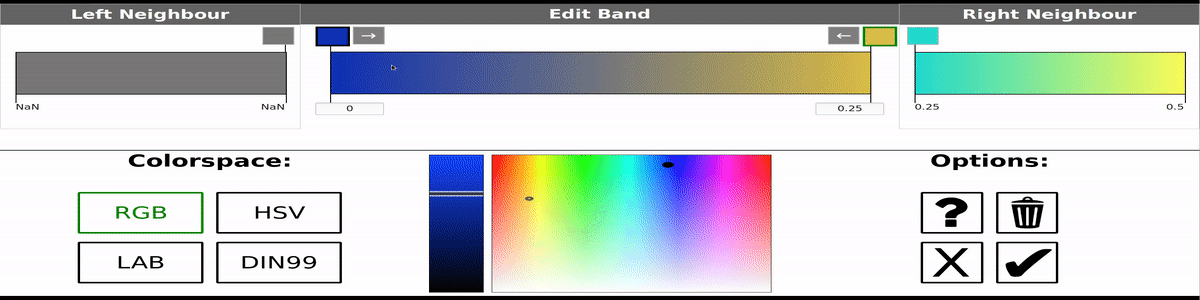 Left Neighbour
Edit Band
Right Neighbour
→
←
NaN
NaN
0
0.25
0.25
0.5
Colorspace:
Options:
RGB
HSV
?
LAB
DIN99